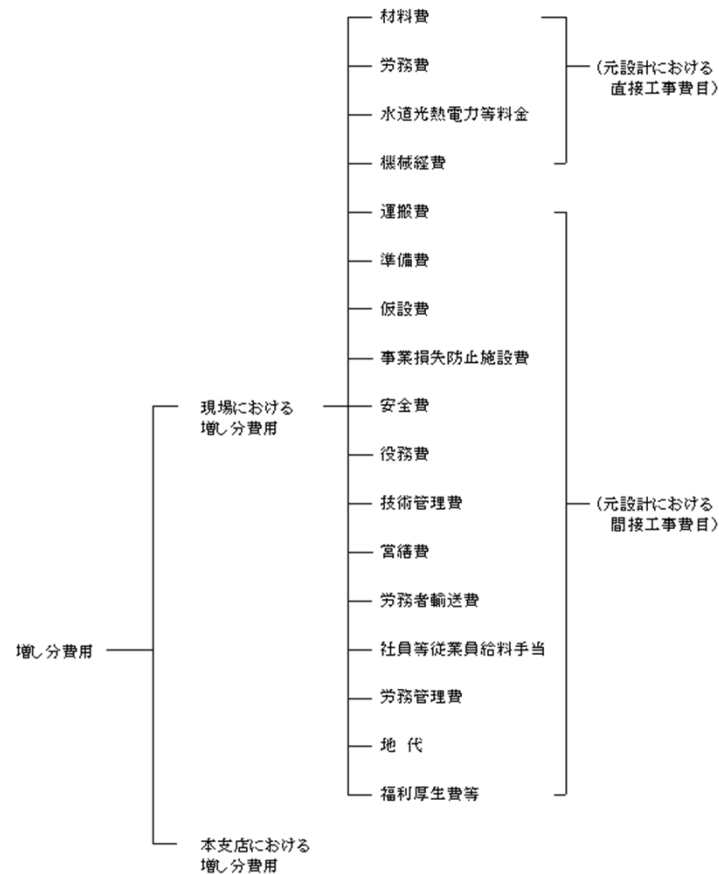 材料費
労務費
(元設計における
直接工事費目)
水道光熱電力等料金
機械経費
運搬費
準備費
仮設費
事業損失防止施設費
現場における
増し分費用
安全費
役務費
技術管理費
(元設計における
間接工事費目)
営繕費
労務者輸送費
増し分費用
社員等従業員給料手当
労務管理費
地 代
福利厚生費等
本支店における
増し分費用